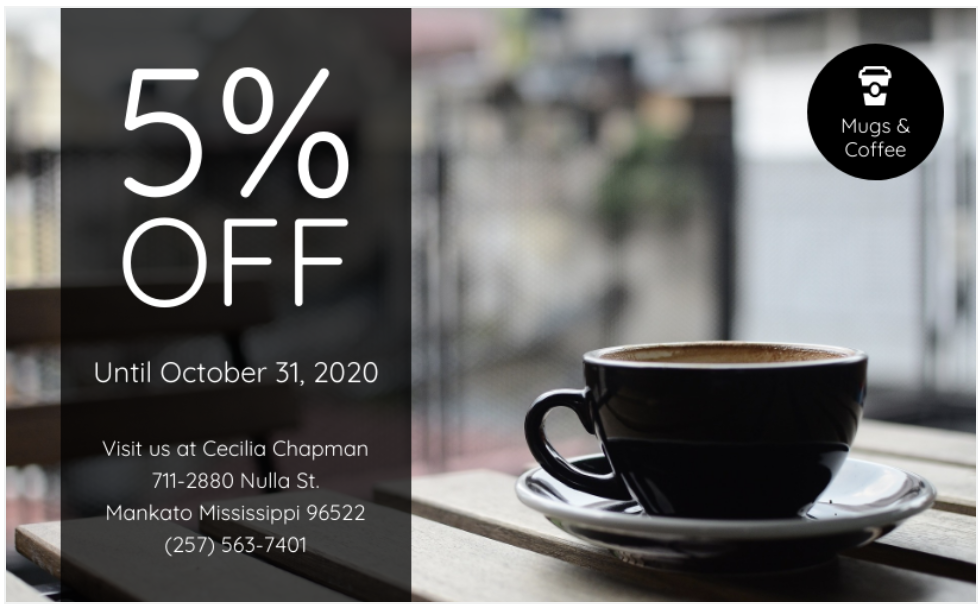 5%
OFF
Until October 31, 2020
Visit us at Cecilia Chapman
711-2880 Nulla St.
Mankato Mississippi 96522
(257) 563-7401
Mugs &
Coffee